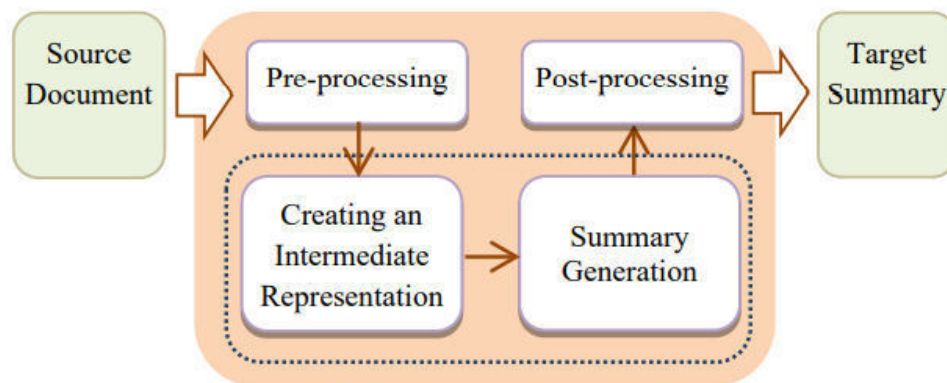 Source
Document
Pre-processing
Post-processing
Target
Summary
Creating an
Intermediate
Representation
Summary
Generation